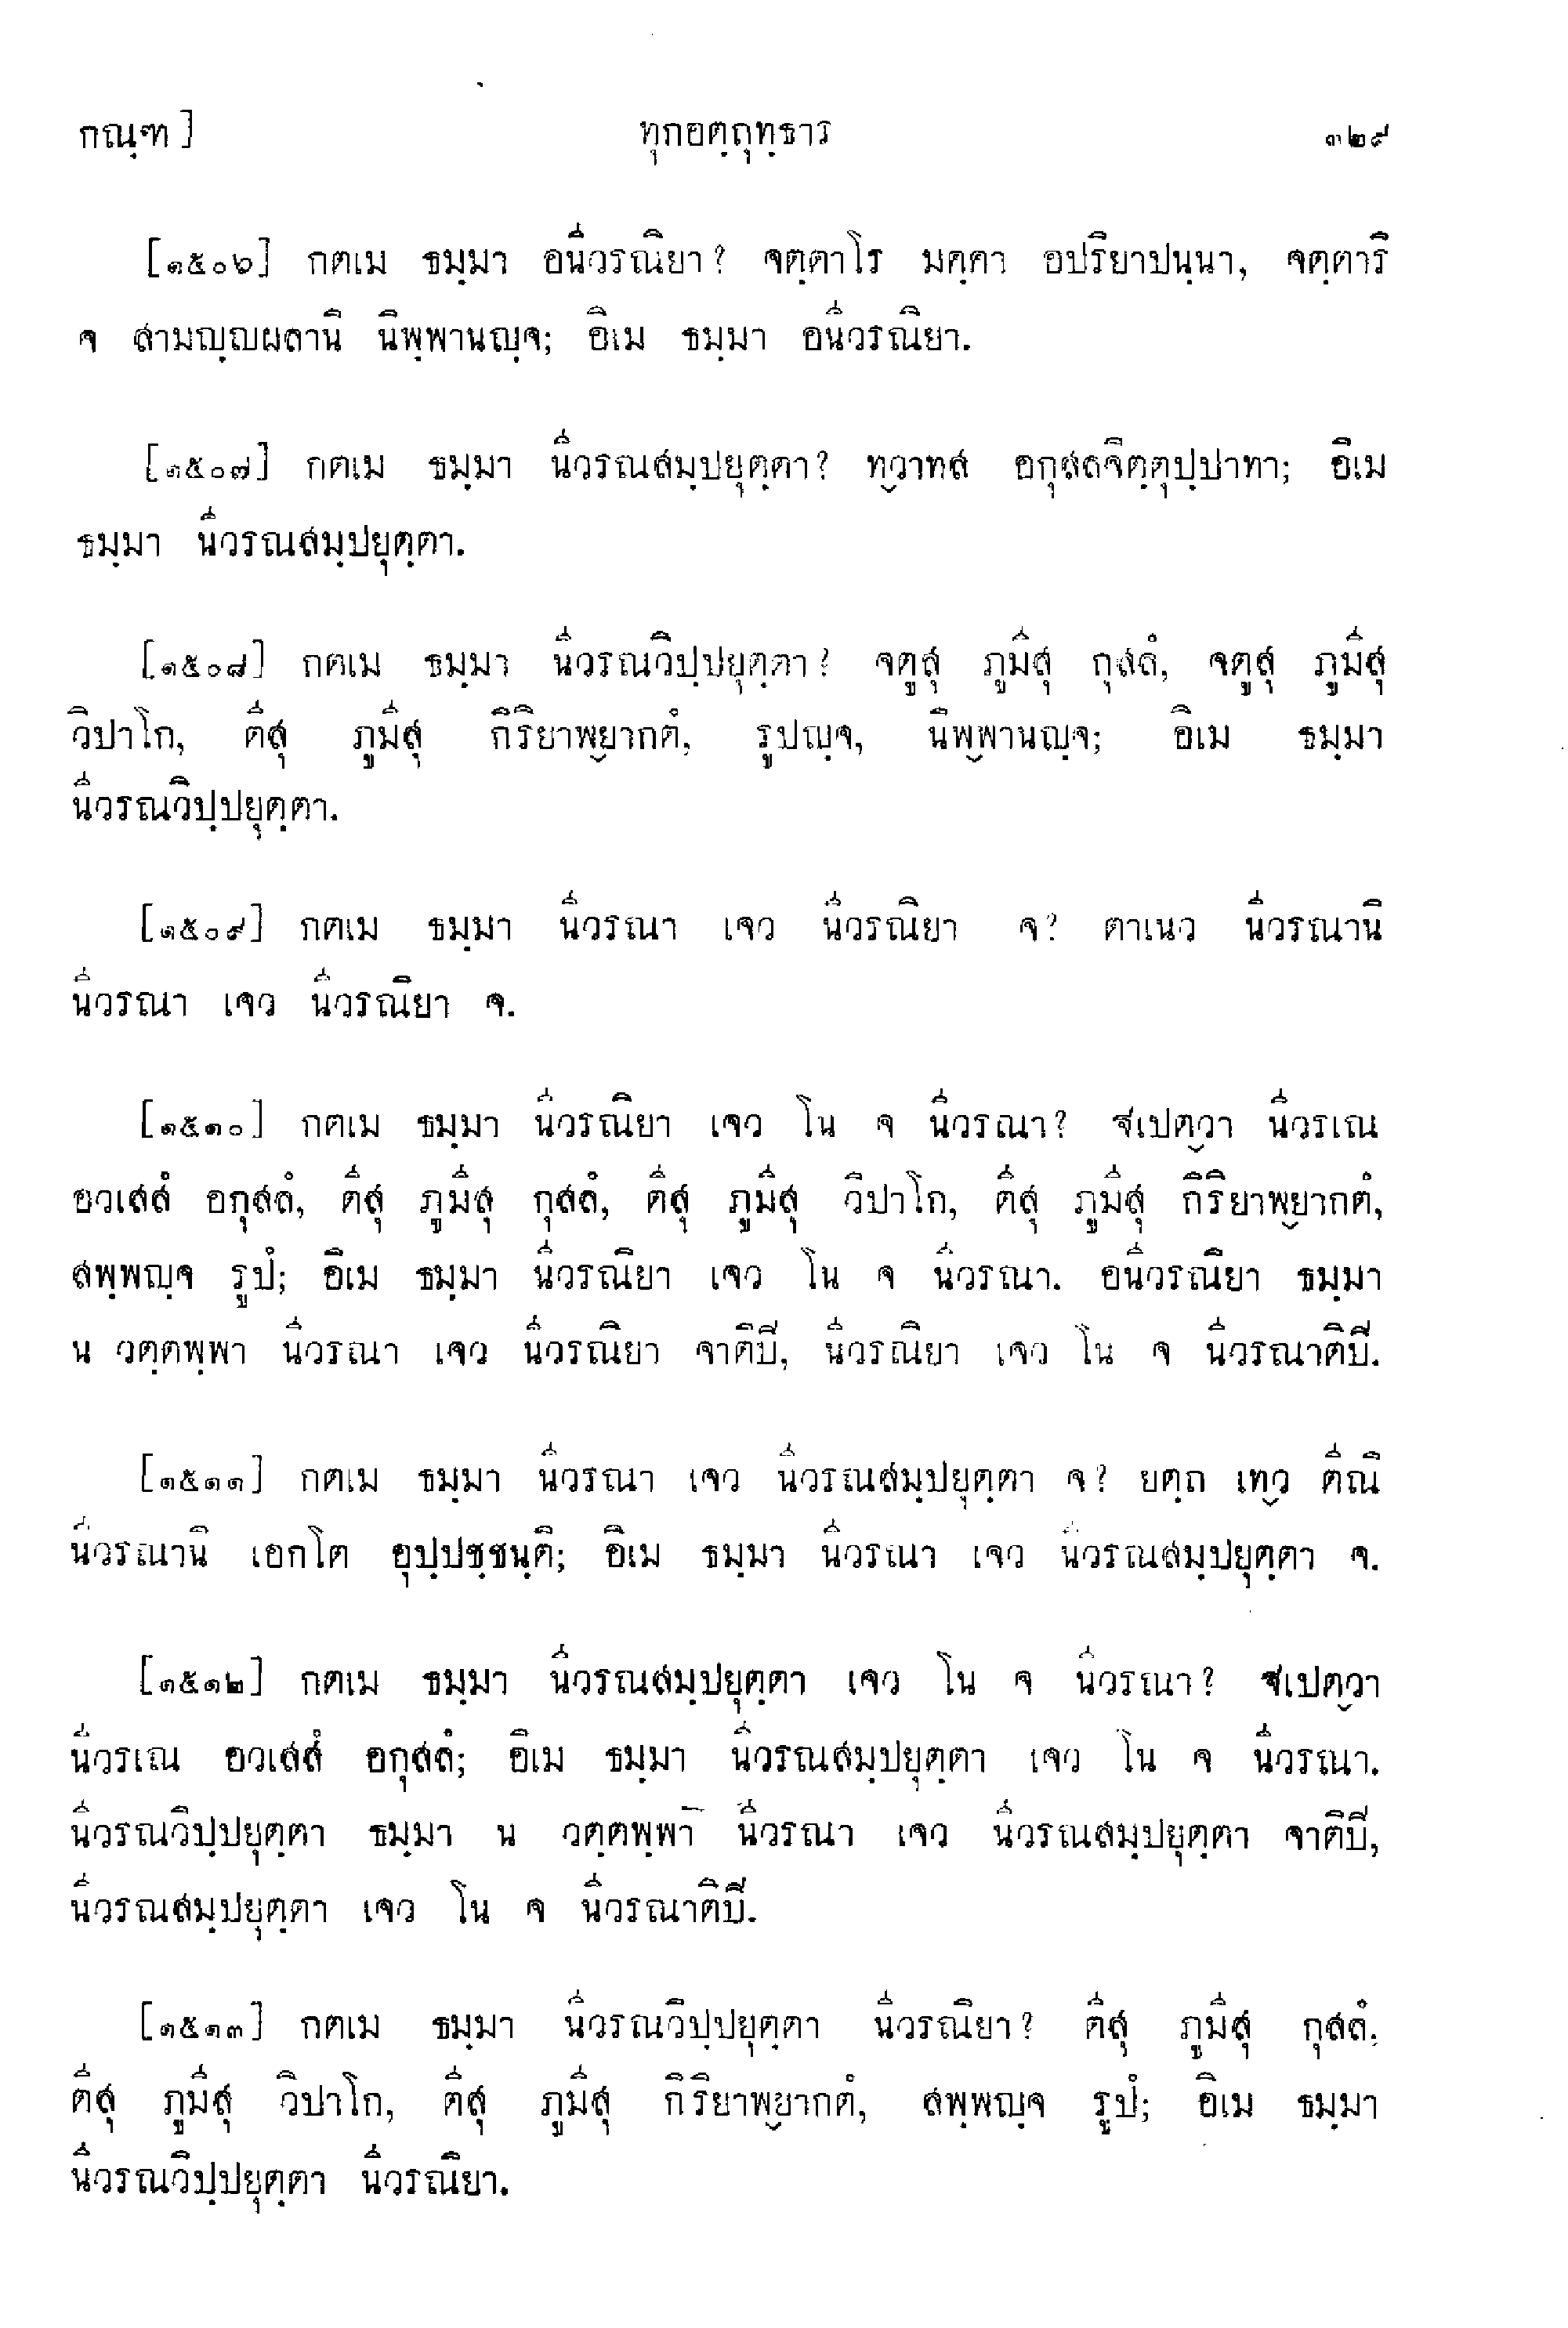 กณฺฑ] ทุกอตฺถุทฺธาร ๓๒๙
[๑๕๐๖] กตเม ธมฺมา อนีวรณิยา? จตฺตาโร มคฺคา อปริยาปนฺนา, จตฺตาริ
จ สามญฺญผลานิ นิพฺพานญฺจ; อิเม ธมฺมา อนีวรณิยา.
[๑๕๐๗] กตเม ธมฺมา นีวรณสมฺปยุตฺตา? ทฺวาทส อกุสลจิตฺตุปฺปาทา; อิเม
ธมฺมา นีวรณสมฺปยุตฺตา.
[๑๕๐๘] กตเม ธมฺมา นีวรณวิปฺปยุตฺตา? จตูสุ ภูมีสุ กุสลํ, จตูสุ ภูมีสุ
วิปาโก, ตีสุ ภูมีสุ กิริยาพฺยากตํ, รูปญฺจ, นิพฺพานญฺจ; อิเม ธมฺมา
นีวรณวิปฺปยุตฺตา.
[๑๕๐๙] กตเม ธมฺมา นีวรณา เจว นีวรณิยา จ? ตาเนว นีวรณานิ
นีวรณา เจว นีวรณิยา จ.
[๑๕๑๐] กตเม ธมฺมา นีวรณิยา เจว โน จ นีวรณา? ฐเปตฺวา นีวรเณ
อวเสสํ อกุสลํ, ตีสุ ภูมีสุ กุสลํ, ตีสุ ภูมีสุ วิปาโก, ตีสุ ภูมีสุ กิริยาพฺยากตํ,
สพฺพญฺจ รูปํ; อิเม ธมฺมา นีวรณิยา เจว โน จ นีวรณา. อนีวรณิยา ธมฺมา
น วตฺตพฺพา นีวรณา เจว นีวรณิยา จาติปิ, นีวรณิยา เจว โน จ นีวรณาติปิ.
[๑๕๑๑] กตเม ธมฺมา นีวรณา เจว นีวรณสมฺปยุตฺตา จ? ยตฺถ เทฺว ตีณิ
นีวรณานิ เอกโต อุปฺปชฺชนฺติ; อิเม ธมฺมา นีวรณา เจว นีวรณสมฺปยุตฺตา จ.
[๑๕๑๒] กตเม ธมฺมา นีวรณสมฺปยุตฺตา เจว โน จ นีวรณา? ฐเปตฺวา
นีวรเณ อวเสสํ อกุสลํ; อิเม ธมฺมา นีวรณสมฺปยุตฺตา เจว โน จ นีวรณา.
นีวรณวิปฺปยุตฺตา ธมฺมา น วตฺตพฺพา นีวรณา เจว นีวรณสมฺปยุตฺตา จาติปิ,
นีวรณสมฺปยุตฺตา เจว โน จ นีวรณาติปิ.
[๑๕๑๓] กตเม ธมฺมา นีวรณวิปฺปยุตฺตา นีวรณิยา? ตีสุ ภูมีสุ กุสลํ,
ตีสุ ภูมีสุ วิปาโก, ตีสุ ภูมีสุ กิริยาพฺยากตํ, สพฺพญฺจ รูปํ; อิเม ธมฺมา
นีวรณวิปฺปยุตฺตา นีวรณิยา.